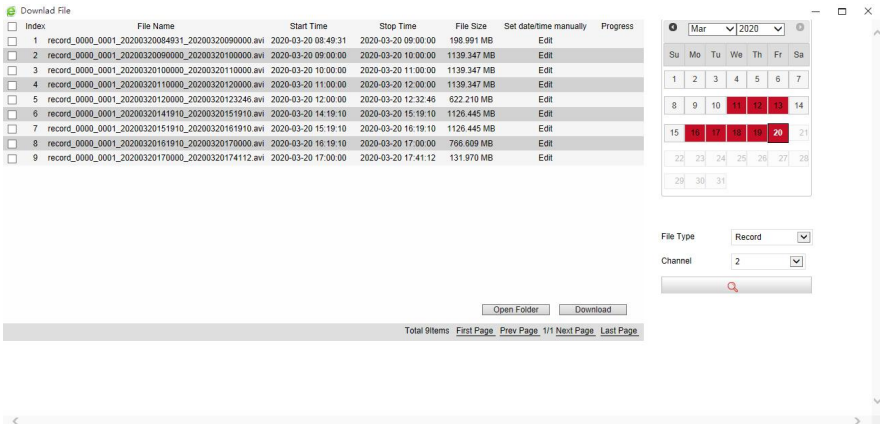 Downlad File
Index File Name Start Time Stop Time File Size Set date/time manually Progress
1 record_0000_0001_20200320084931_20200320090000.avi 2020-03-20 08:49:31 2020-03-20 09:00:00 198.991 MB Edit
2 record_0000_0001_20200320090000_20200320100000.avi 2020-03-20 09:00:00 2020-03-20 10:00:00 1139.347 MB Edit
3 record_0000_0001_20200320100000_20200320110000.avi 2020-03-20 10:00:00 2020-03-20 11:00:00 1139.347 MB Edit
4 record_0000_0001_20200320110000_20200320120000.avi 2020-03-20 11:00:00 2020-03-20 12:00:00 1139.347 MB Edit
5 record_0000_0001_20200320120000_20200320123246.avi 2020-03-20 12:00:00 2020-03-20 12:32:46 622.210 MB Edit
6 record_0000_0001_20200320141910_20200320151910.avi 2020-03-20 14:19:10 2020-03-20 15:19:10 1126.445 MB Edit
7 record_0000_0001_20200320151910_20200320161910.avi 2020-03-20 15:19:10 2020-03-20 16:19:10 1126.445 MB Edit
8 record_0000_0001_20200320161910_20200320170000.avi 2020-03-20 16:19:10 2020-03-20 17:00:00 766.609 MB Edit
9 record_0000_0001_20200320170000_20200320174112.avi 2020-03-20 17:00:00 2020-03-20 17:41:12 131.970 MB Edit
Open Folder Download
Total 9Items First Page Prev Page 1/1 Next Page Last Page
Mar 2020
Su Mo Tu We Th Fr Sa
1 2 3 4 5 6 7
8 9 10 11 12 13 14
15 16 17 18 19 20 21
22 23 24 25 26 27 28
29 30 31
File Type Record
Channel 2